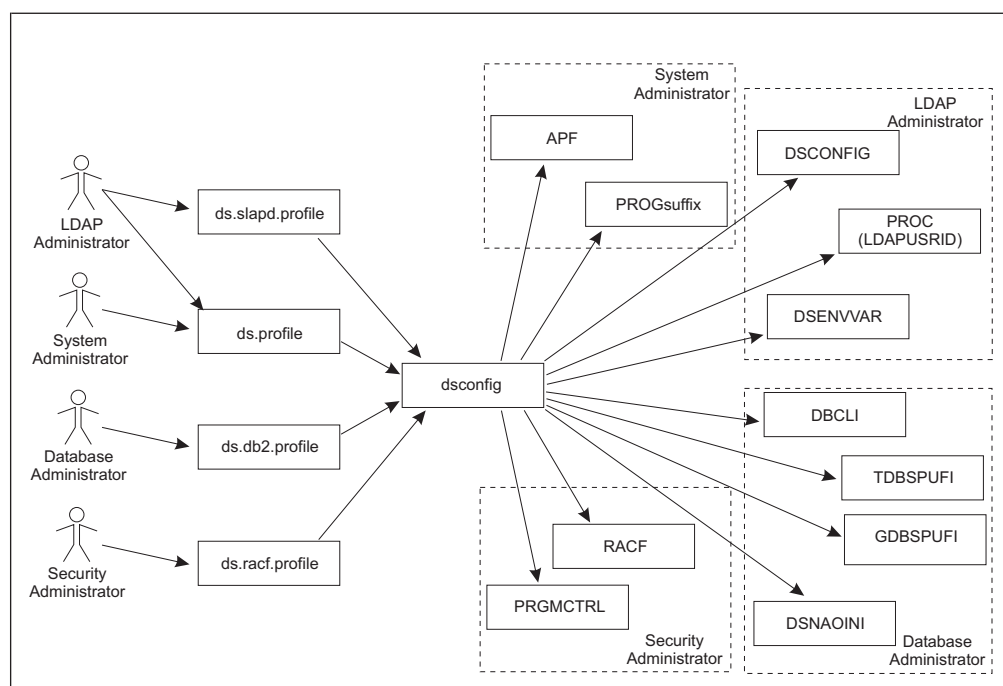 LDAP
Administrator
System
Administrator
Database
Administrator
Security
Administrator
ds.slapd.profile
ds.profile
ds.db2.profile
ds.racf.profile
dsconfig
System
Administrator
APF
PROGsuffix
LDAP
Administrator
DSCONFIG
PROC
(LDAPUSRID)
DSENVVAR
DBCLI
TDBSPUFI
GDBSPUFI
DSNAOINI
Database
Administrator
RACF
PRGMCTRL
Security
Administrator